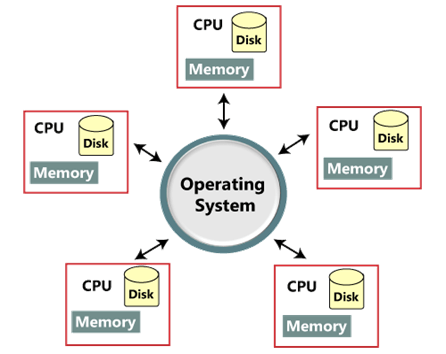 CPU
Disk
Memory
CPU
Disk
Memory
CPU
Disk
Memory
Operating
System
CPU
Disk
Memory
CPU
Disk
Memory